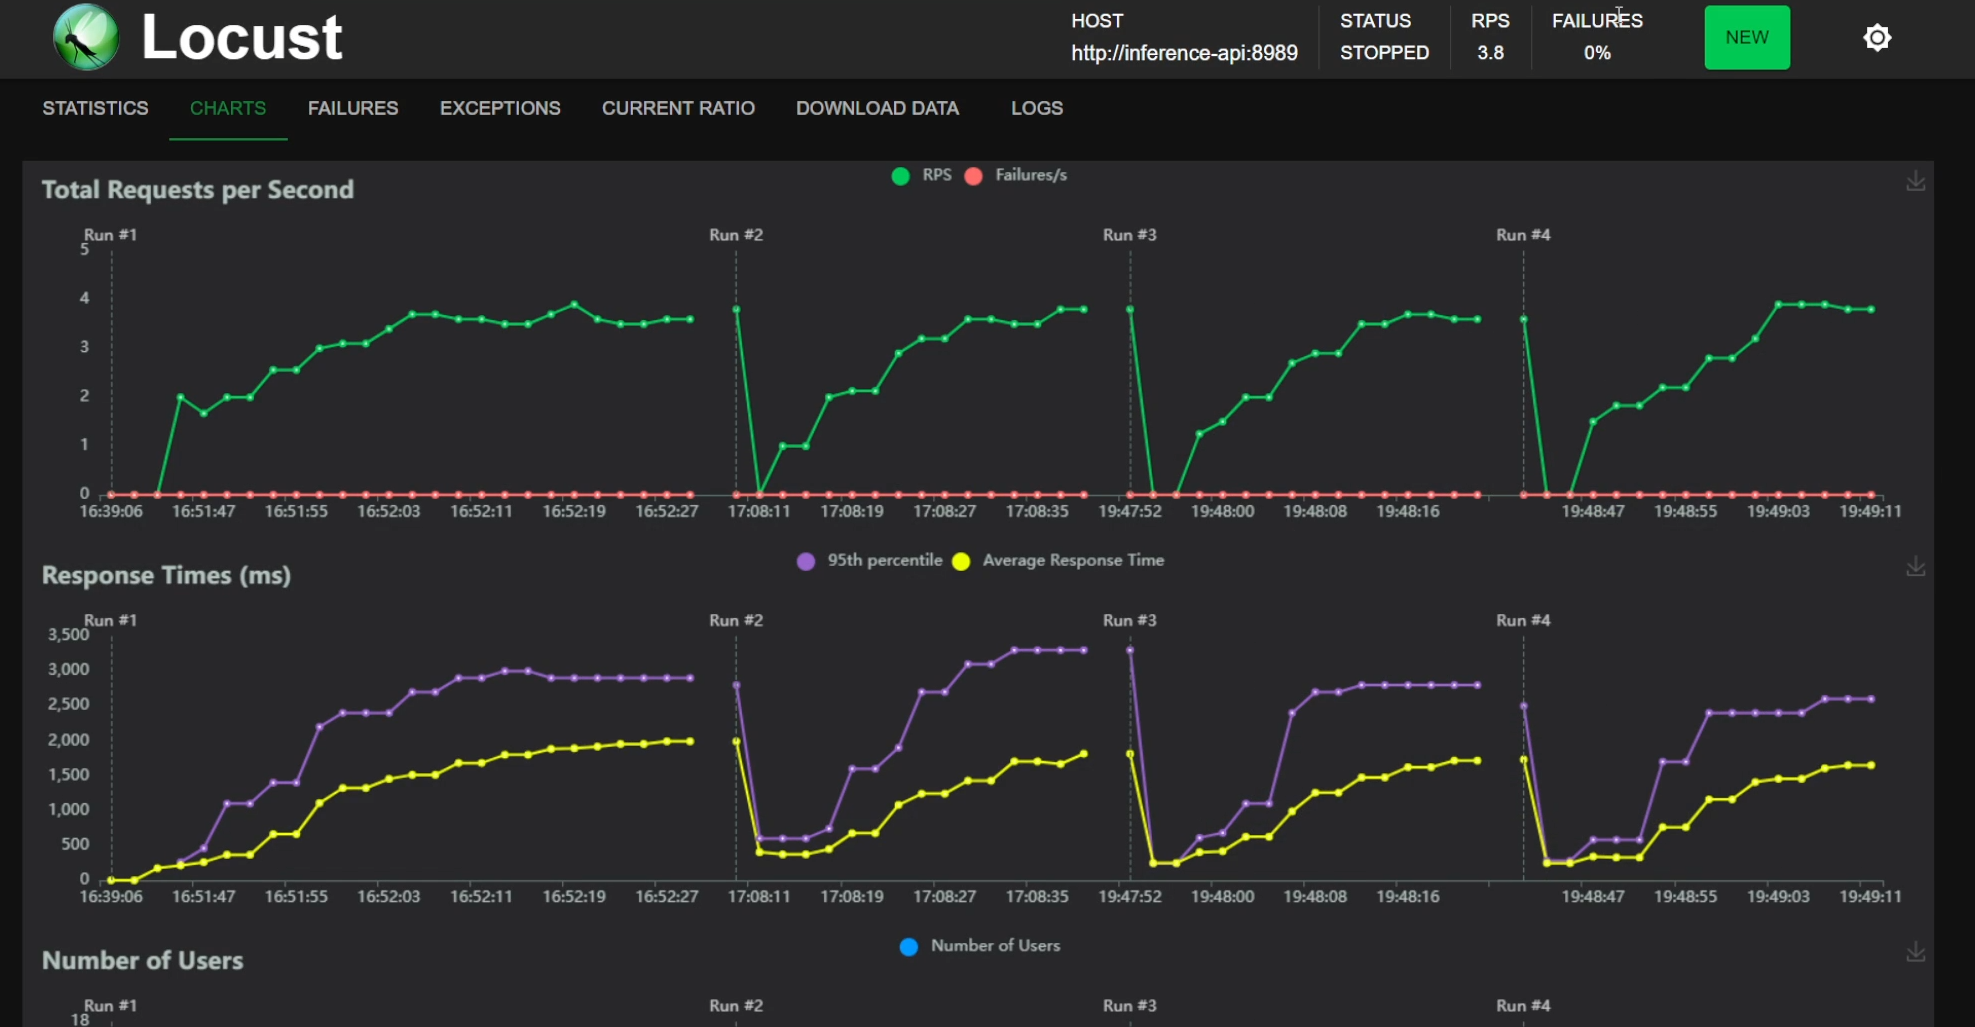 Locust
HOST
http://inference-api:8989
STATUS
STOPPED
RPS
3.8
FAILURES
0%
NEW
STATISTICS CHARTS FAILURES EXCEPTIONS CURRENT RATIO DOWNLOAD DATA LOGS
Total Requests per Second
RPS Failures/s
Run #1 Run #2 Run #3 Run #4
5
4
3
2
1
0
16:39:06 16:51:47 16:51:55 16:52:03 16:52:11 16:52:19 16:52:27 17:08:11 17:08:19 17:08:27 17:08:35 19:47:52 19:48:00 19:48:08 19:48:16 19:48:47 19:48:55 19:49:03 19:49:11
Response Times (ms)
95th percentile Average Response Time
Run #1 Run #2 Run #3 Run #4
3,500
3,000
2,500
2,000
1,500
1,000
500
0
16:39:06 16:51:47 16:51:55 16:52:03 16:52:11 16:52:19 16:52:27 17:08:11 17:08:19 17:08:27 17:08:35 19:47:52 19:48:00 19:48:08 19:48:16 19:48:47 19:48:55 19:49:03 19:49:11
Number of Users
Number of Users
Run #1 Run #2 Run #3 Run #4
18